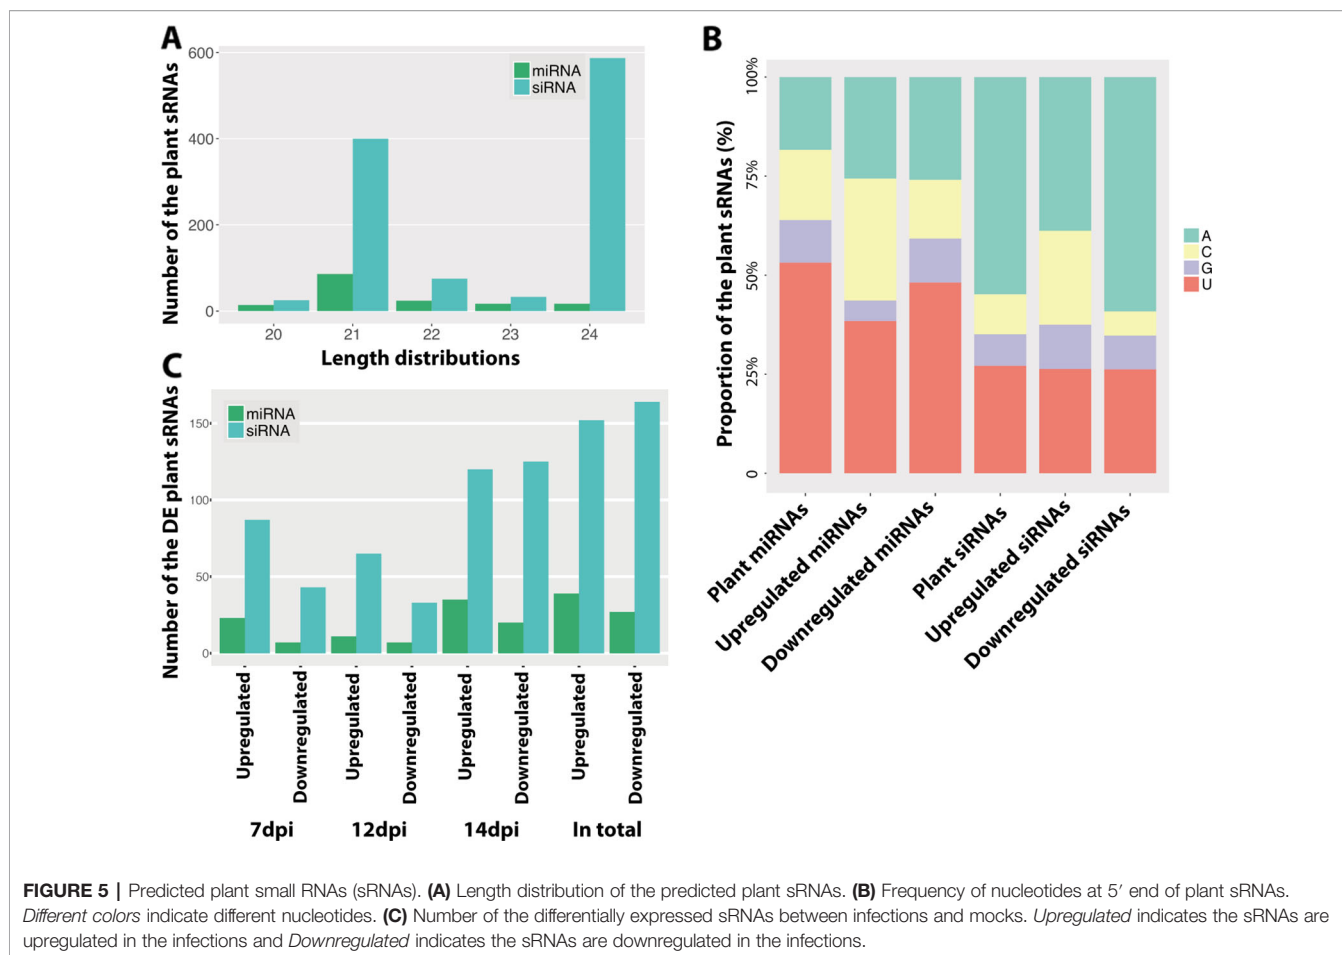 A
600
400
200
0
Number of the plant sRNAs
miRNA
siRNA
20 21 22 23 24
Length distributions
B
100%
75%
50%
25%
0
Proportion of the plant sRNAs (%)
A
C
G
U
Plant miRNAs
Upregulated miRNAs
Downregulated miRNAs
Plant siRNAs
Upregulated siRNAs
Downregulated siRNAs
C
150
100
50
0
Number of the DE plant sRNAs
miRNA
siRNA
Upregulated
Downregulated
Upregulated
Downregulated
Upregulated
Downregulated
Upregulated
Downregulated
7dpi 12dpi 14dpi In total
FIGURE 5 | Predicted plant small RNAs (sRNAs). (A) Length distribution of the predicted plant sRNAs. (B) Frequency of nucleotides at 5′ end of plant sRNAs.
Different colors indicate different nucleotides. (C) Number of the differentially expressed sRNAs between infections and mocks. Upregulated indicates the sRNAs are
upregulated in the infections and Downregulated indicates the sRNAs are downregulated in the infections.